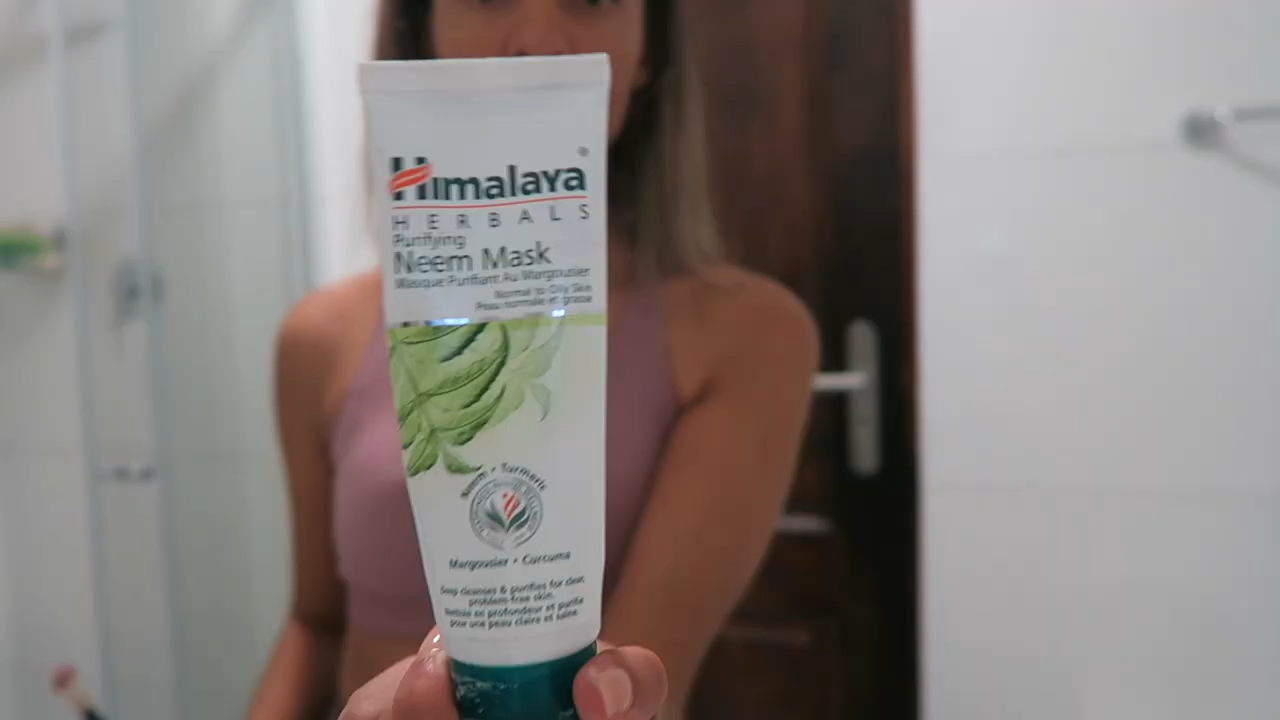 Himalaya
HERBALS
Purifying
Neem Mask
Masque Purifiant Au Margousier
Normal to Oily Skin
Peau normale et grasse
Neem • Turmeric
Margousier • Curcuma
Deep cleanses & purifies for clear,
problem-free skin.
Nettoie en profondeur et purifie
pour une peau claire et saine.